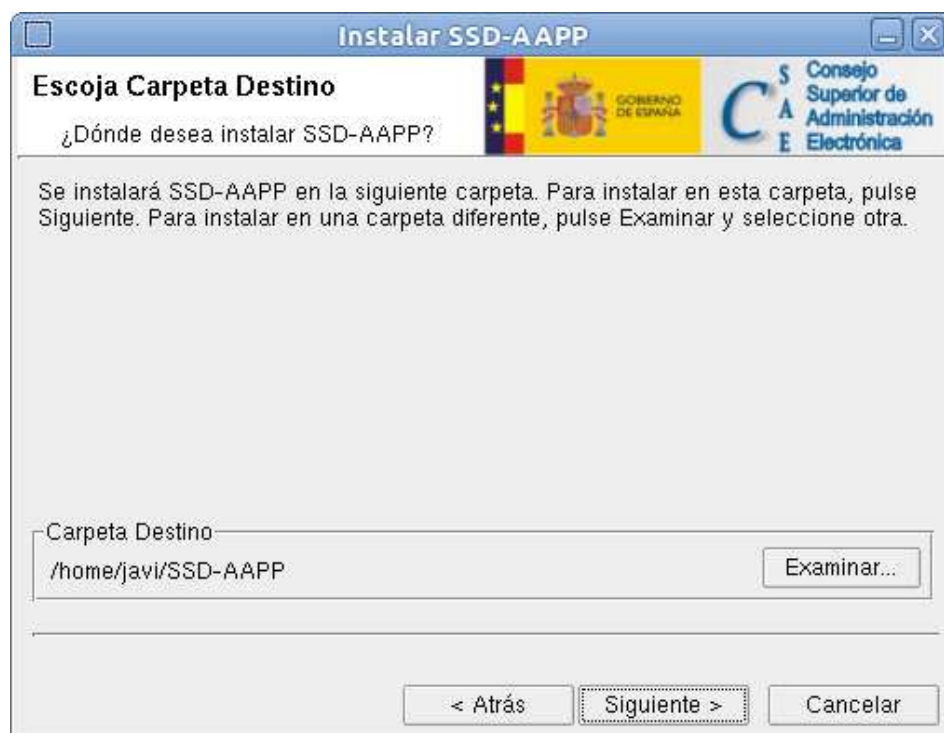 Instalar SSD-AAPP
Escoja Carpeta Destino
¿Dónde desea instalar SSD-AAPP?
GOBIERNO
DE ESPAÑA
C S A E
Consejo
Superior de
Administración
Electrónica
Se instalará SSD-AAPP en la siguiente carpeta. Para instalar en esta carpeta, pulse
Siguiente. Para instalar en una carpeta diferente, pulse Examinar y seleccione otra.
Carpeta Destino
/home/javi/SSD-AAPP
Examinar...
< Atrás
Siguiente >
Cancelar